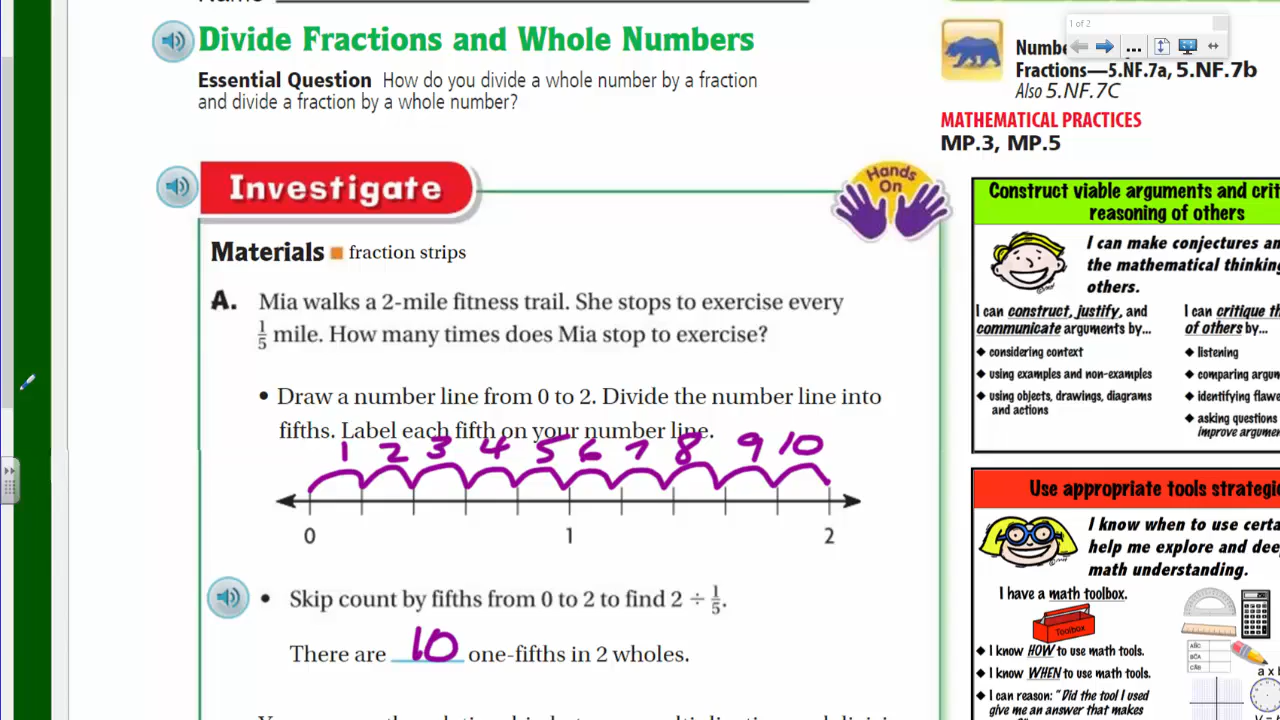 Divide Fractions and Whole Numbers
Essential Question How do you divide a whole number by a fraction
and divide a fraction by a whole number?
Investigate
Hands
On
Materials ■ fraction strips
A. Mia walks a 2-mile fitness trail. She stops to exercise every
1/5 mile. How many times does Mia stop to exercise?
• Draw a number line from 0 to 2. Divide the number line into
fifths. Label each fifth on your number line.
1 2 3 4 5 6 7 8 9 10
0 1 2
• Skip count by fifths from 0 to 2 to find 2 ÷ 1/5.
There are 10 one-fifths in 2 wholes.
1 of 2
Numb
Fractions—5.NF.7a, 5.NF.7b
Also 5.NF.7C
MATHEMATICAL PRACTICES
MP.3, MP.5
Construct viable arguments and crit
reasoning of others
I can make conjectures an
the mathematical thinking
others.
I can construct, justify, and
communicate arguments by...
◆ considering context
◆ using examples and non-examples
◆ using objects, drawings, diagrams
and actions
I can critique th
of others by...
◆ listening
◆ comparing argum
◆ identifying flawe
◆ asking questions
improve argumen
Use appropriate tools strategic
I know when to use certa
help me explore and deep
math understanding.
I have a math toolbox.
Toolbox
◆ I know HOW to use math tools.
◆ I know WHEN to use math tools.
◆ I can reason: "Did the tool I used
give me an answer that makes
ABC
BCA
CAB
a x b